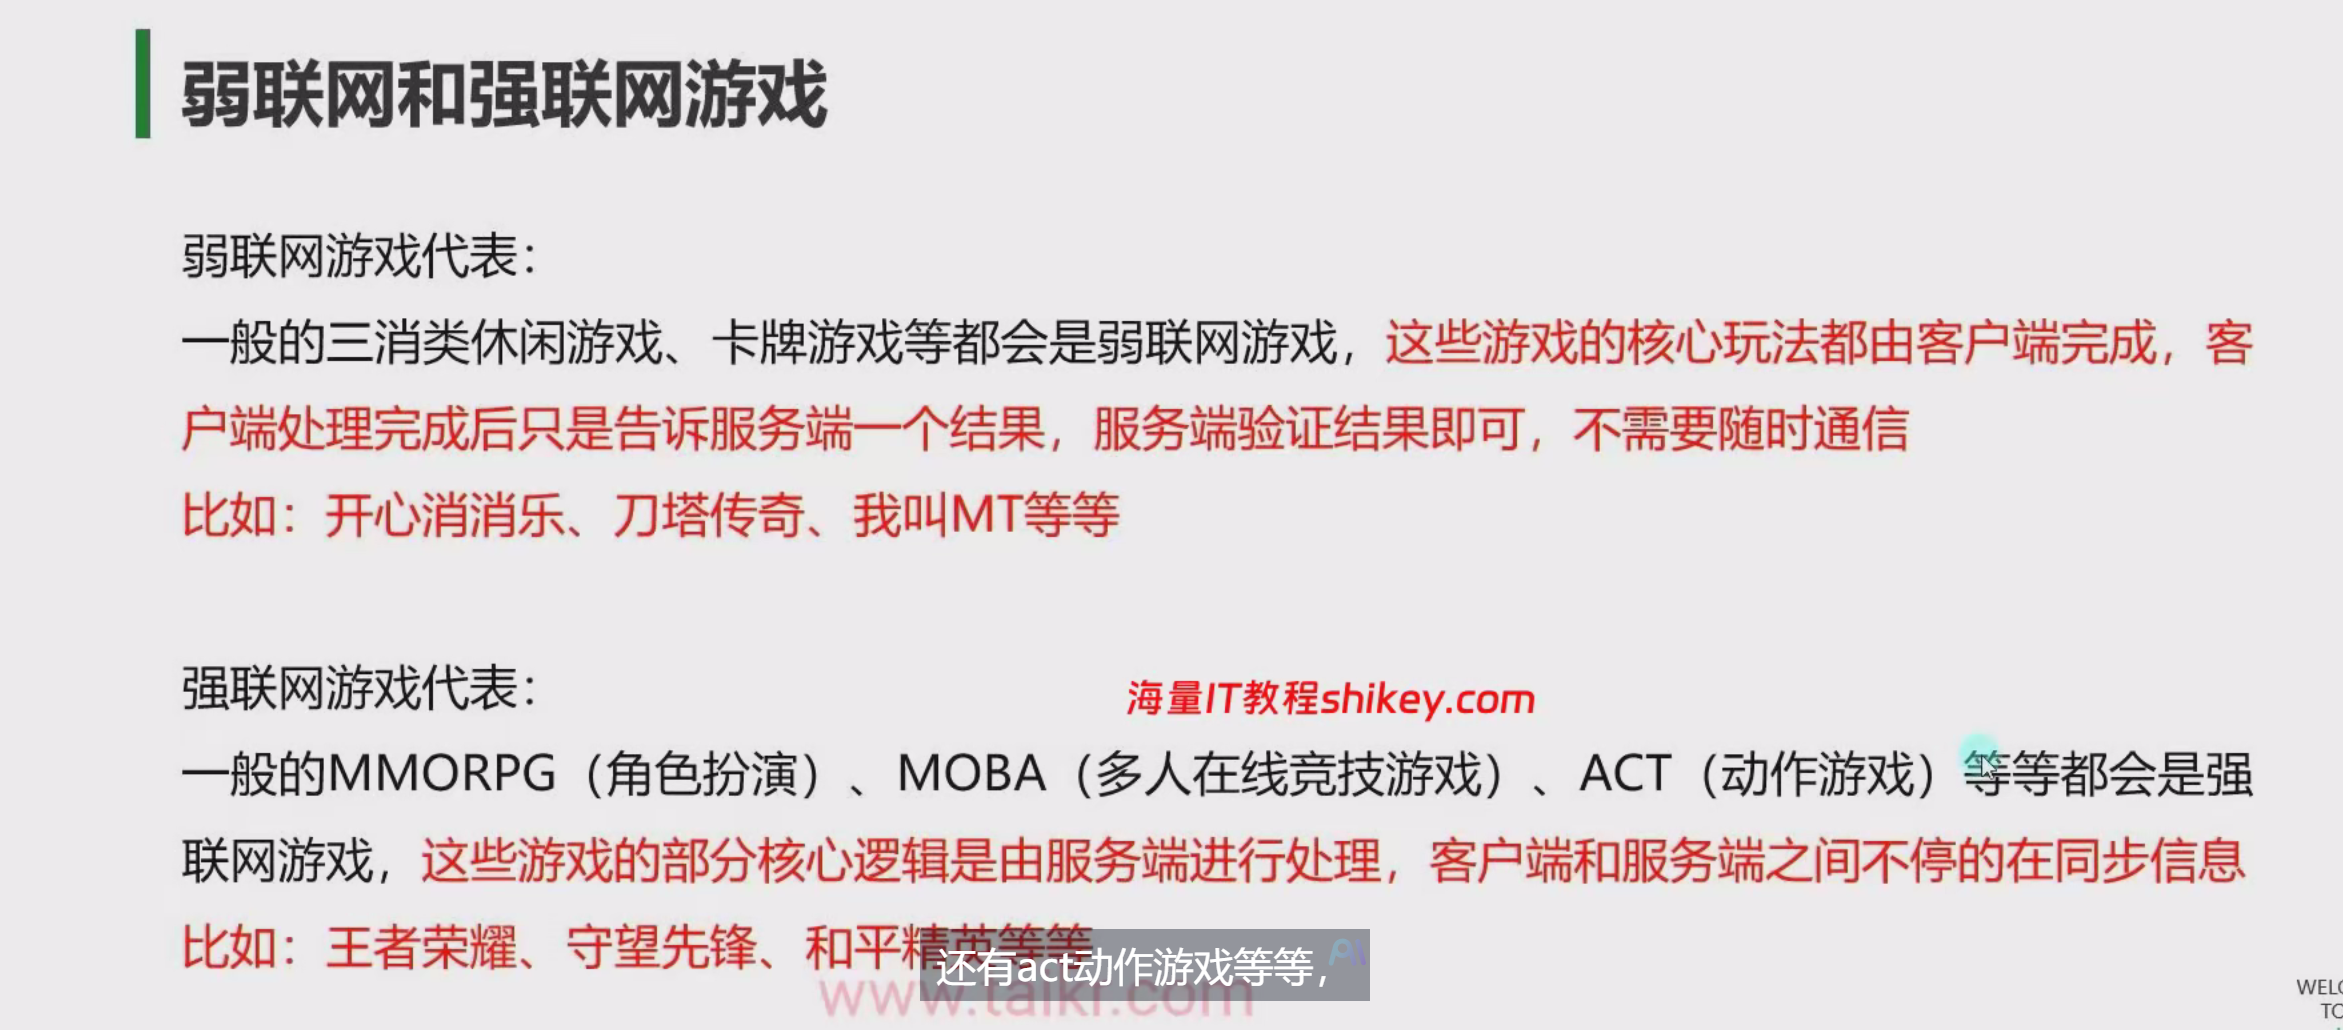 弱联网和强联网游戏
弱联网游戏代表：
一般的三消类休闲游戏、卡牌游戏等都会是弱联网游戏，这些游戏的核心玩法都由客户端完成，客
户端处理完成后只是告诉服务端一个结果，服务端验证结果即可，不需要随时通信
比如：开心消消乐、刀塔传奇、我叫MT等等
强联网游戏代表：
海量IT教程shikey.com
一般的MMORPG（角色扮演）、MOBA（多人在线竞技游戏）、ACT（动作游戏）等等都会是强
联网游戏，这些游戏的部分核心逻辑是由服务端进行处理，客户端和服务端之间不停的在同步信息
比如：王者荣耀、守望先锋、和平精英等等
还有act动作游戏等等，
AI
www.taiki.com
WELC
TO